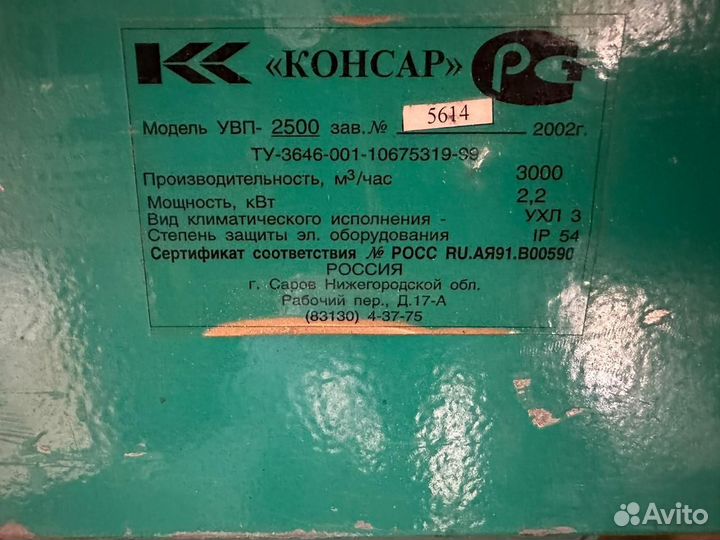 КК «КОНСАР» РС
Модель УВП- 2500 зав.№ 5614 2002г.
ТУ-3646-001-10675319-99
Производительность, м³/час 3000
Мощность, кВт 2,2
Вид климатического исполнения - УХЛ 3
Степень защиты эл. оборудования IP 54
Сертификат соответствия № РОСС RU.АЯ91.В00590
РОССИЯ
г. Саров Нижегородской обл.
Рабочий пер., Д.17-А
(83130) 4-37-75
Avito